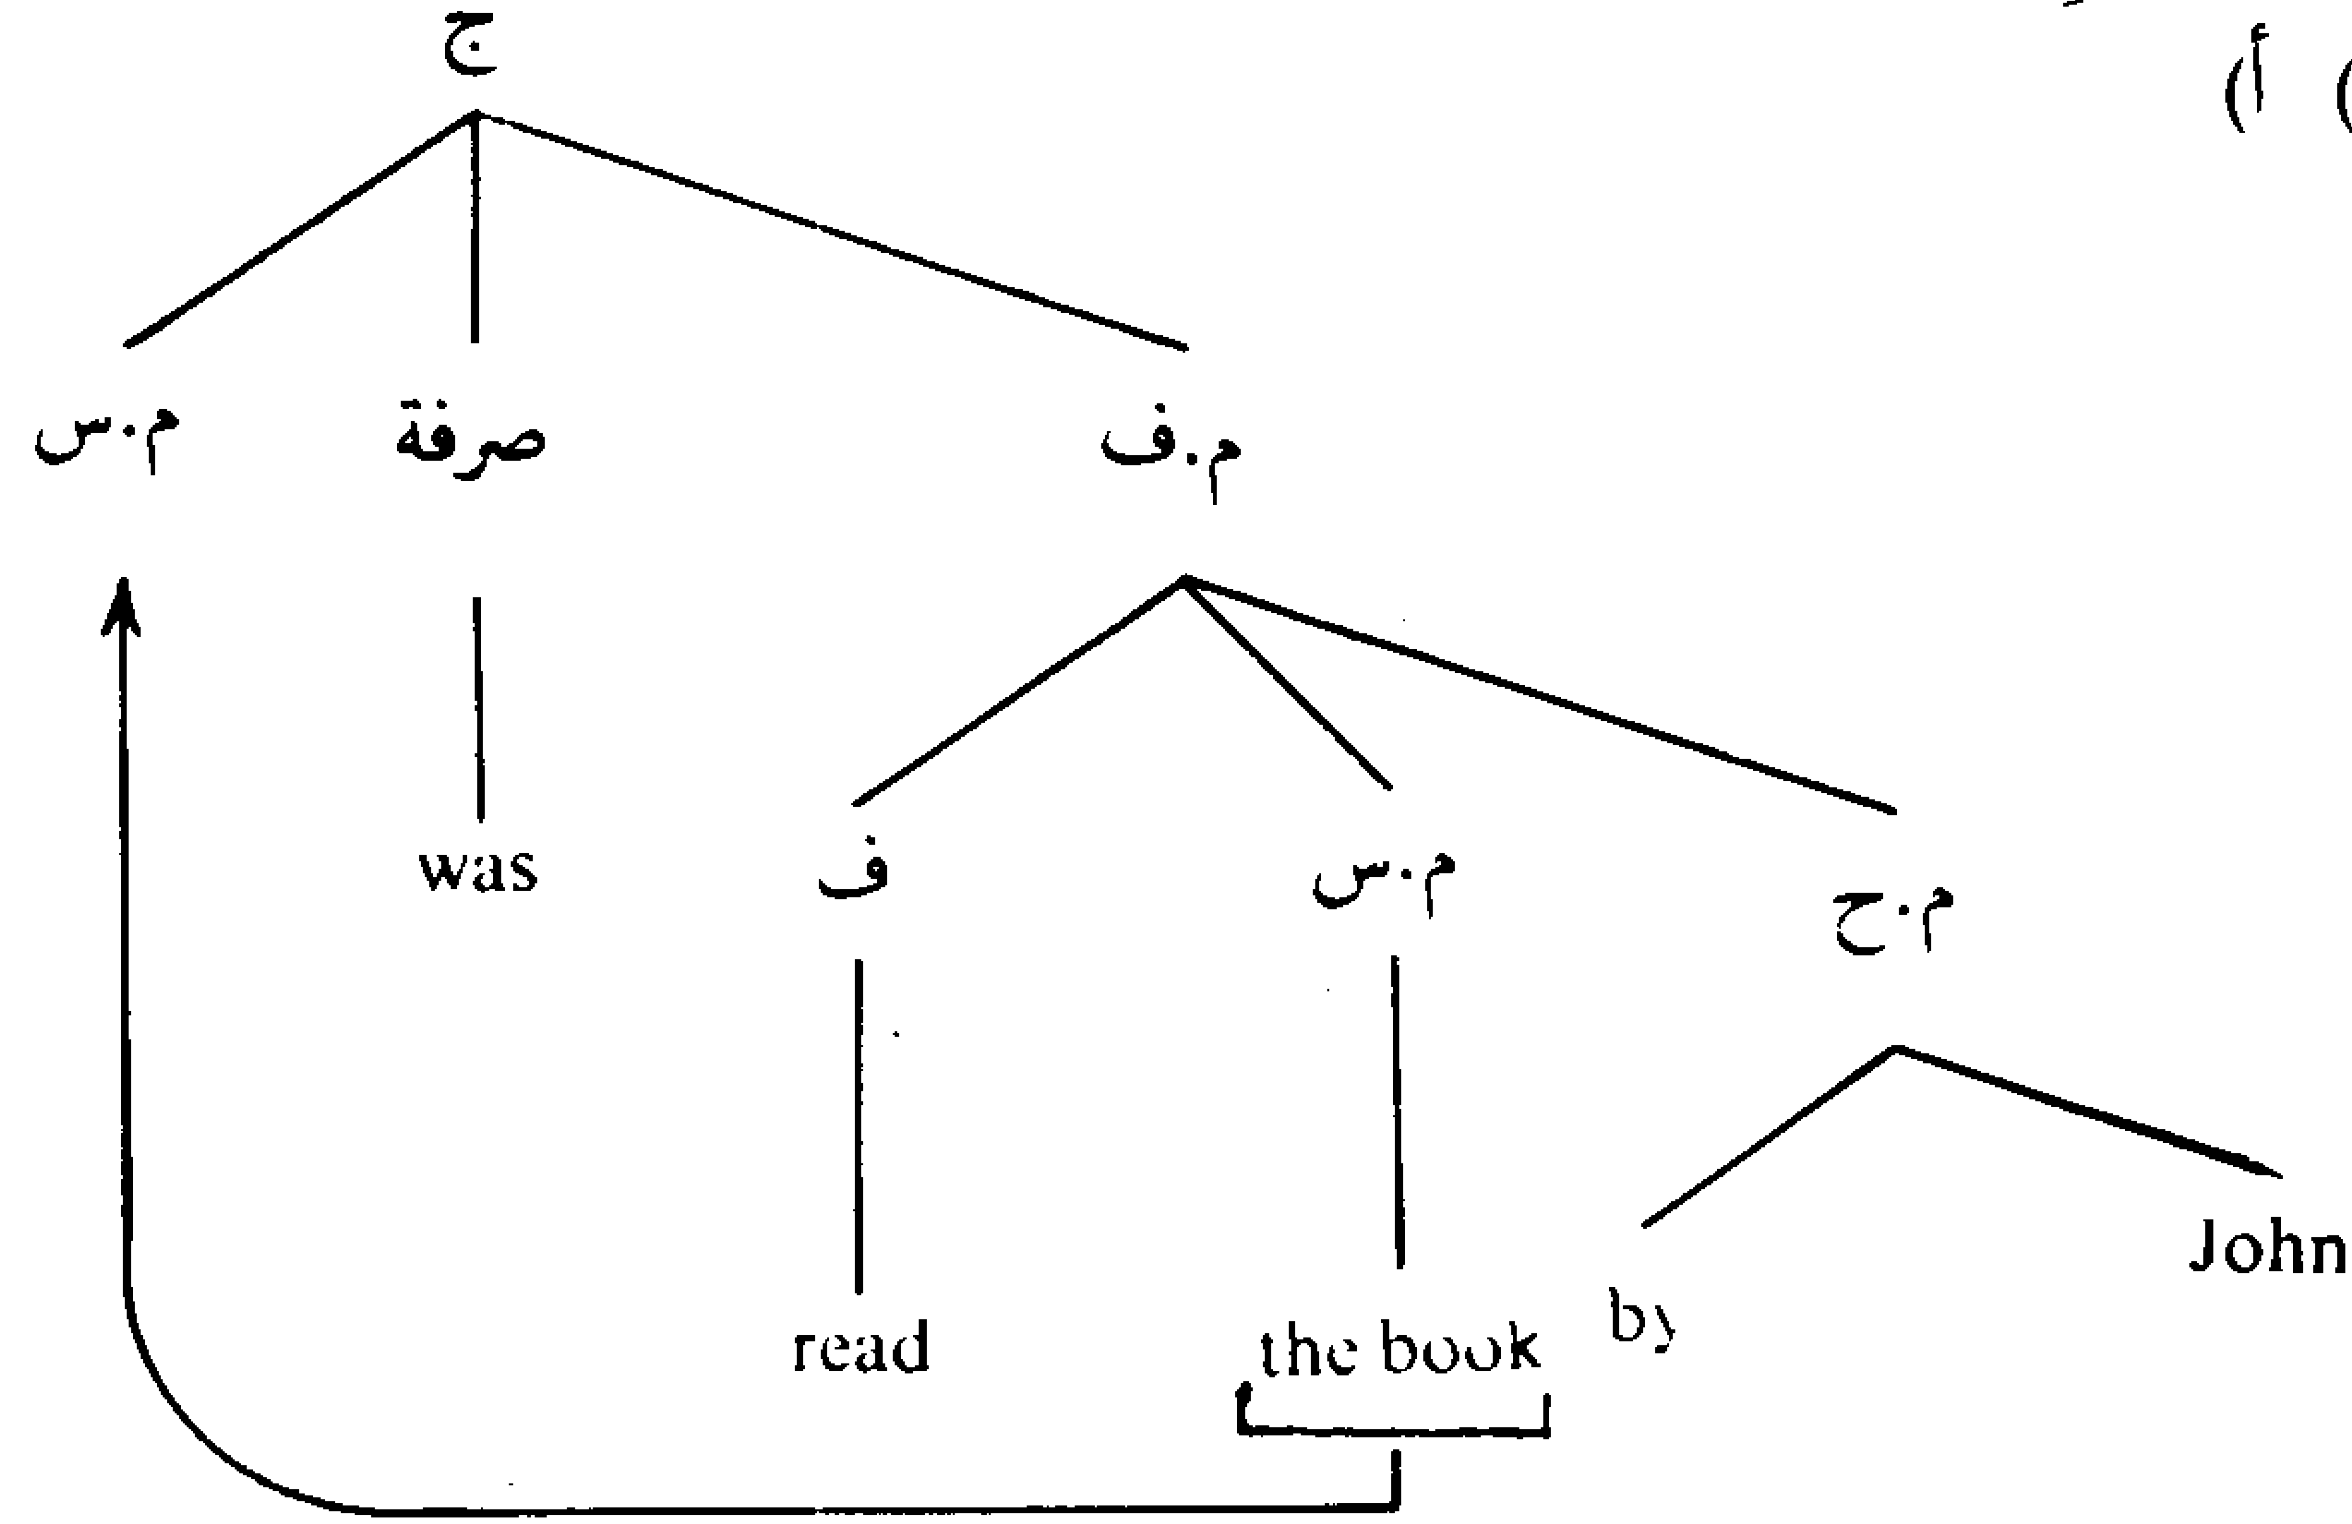 ج
( أ)
م.س صرفة م.ف
was ف م.س م.ح
read the book by John